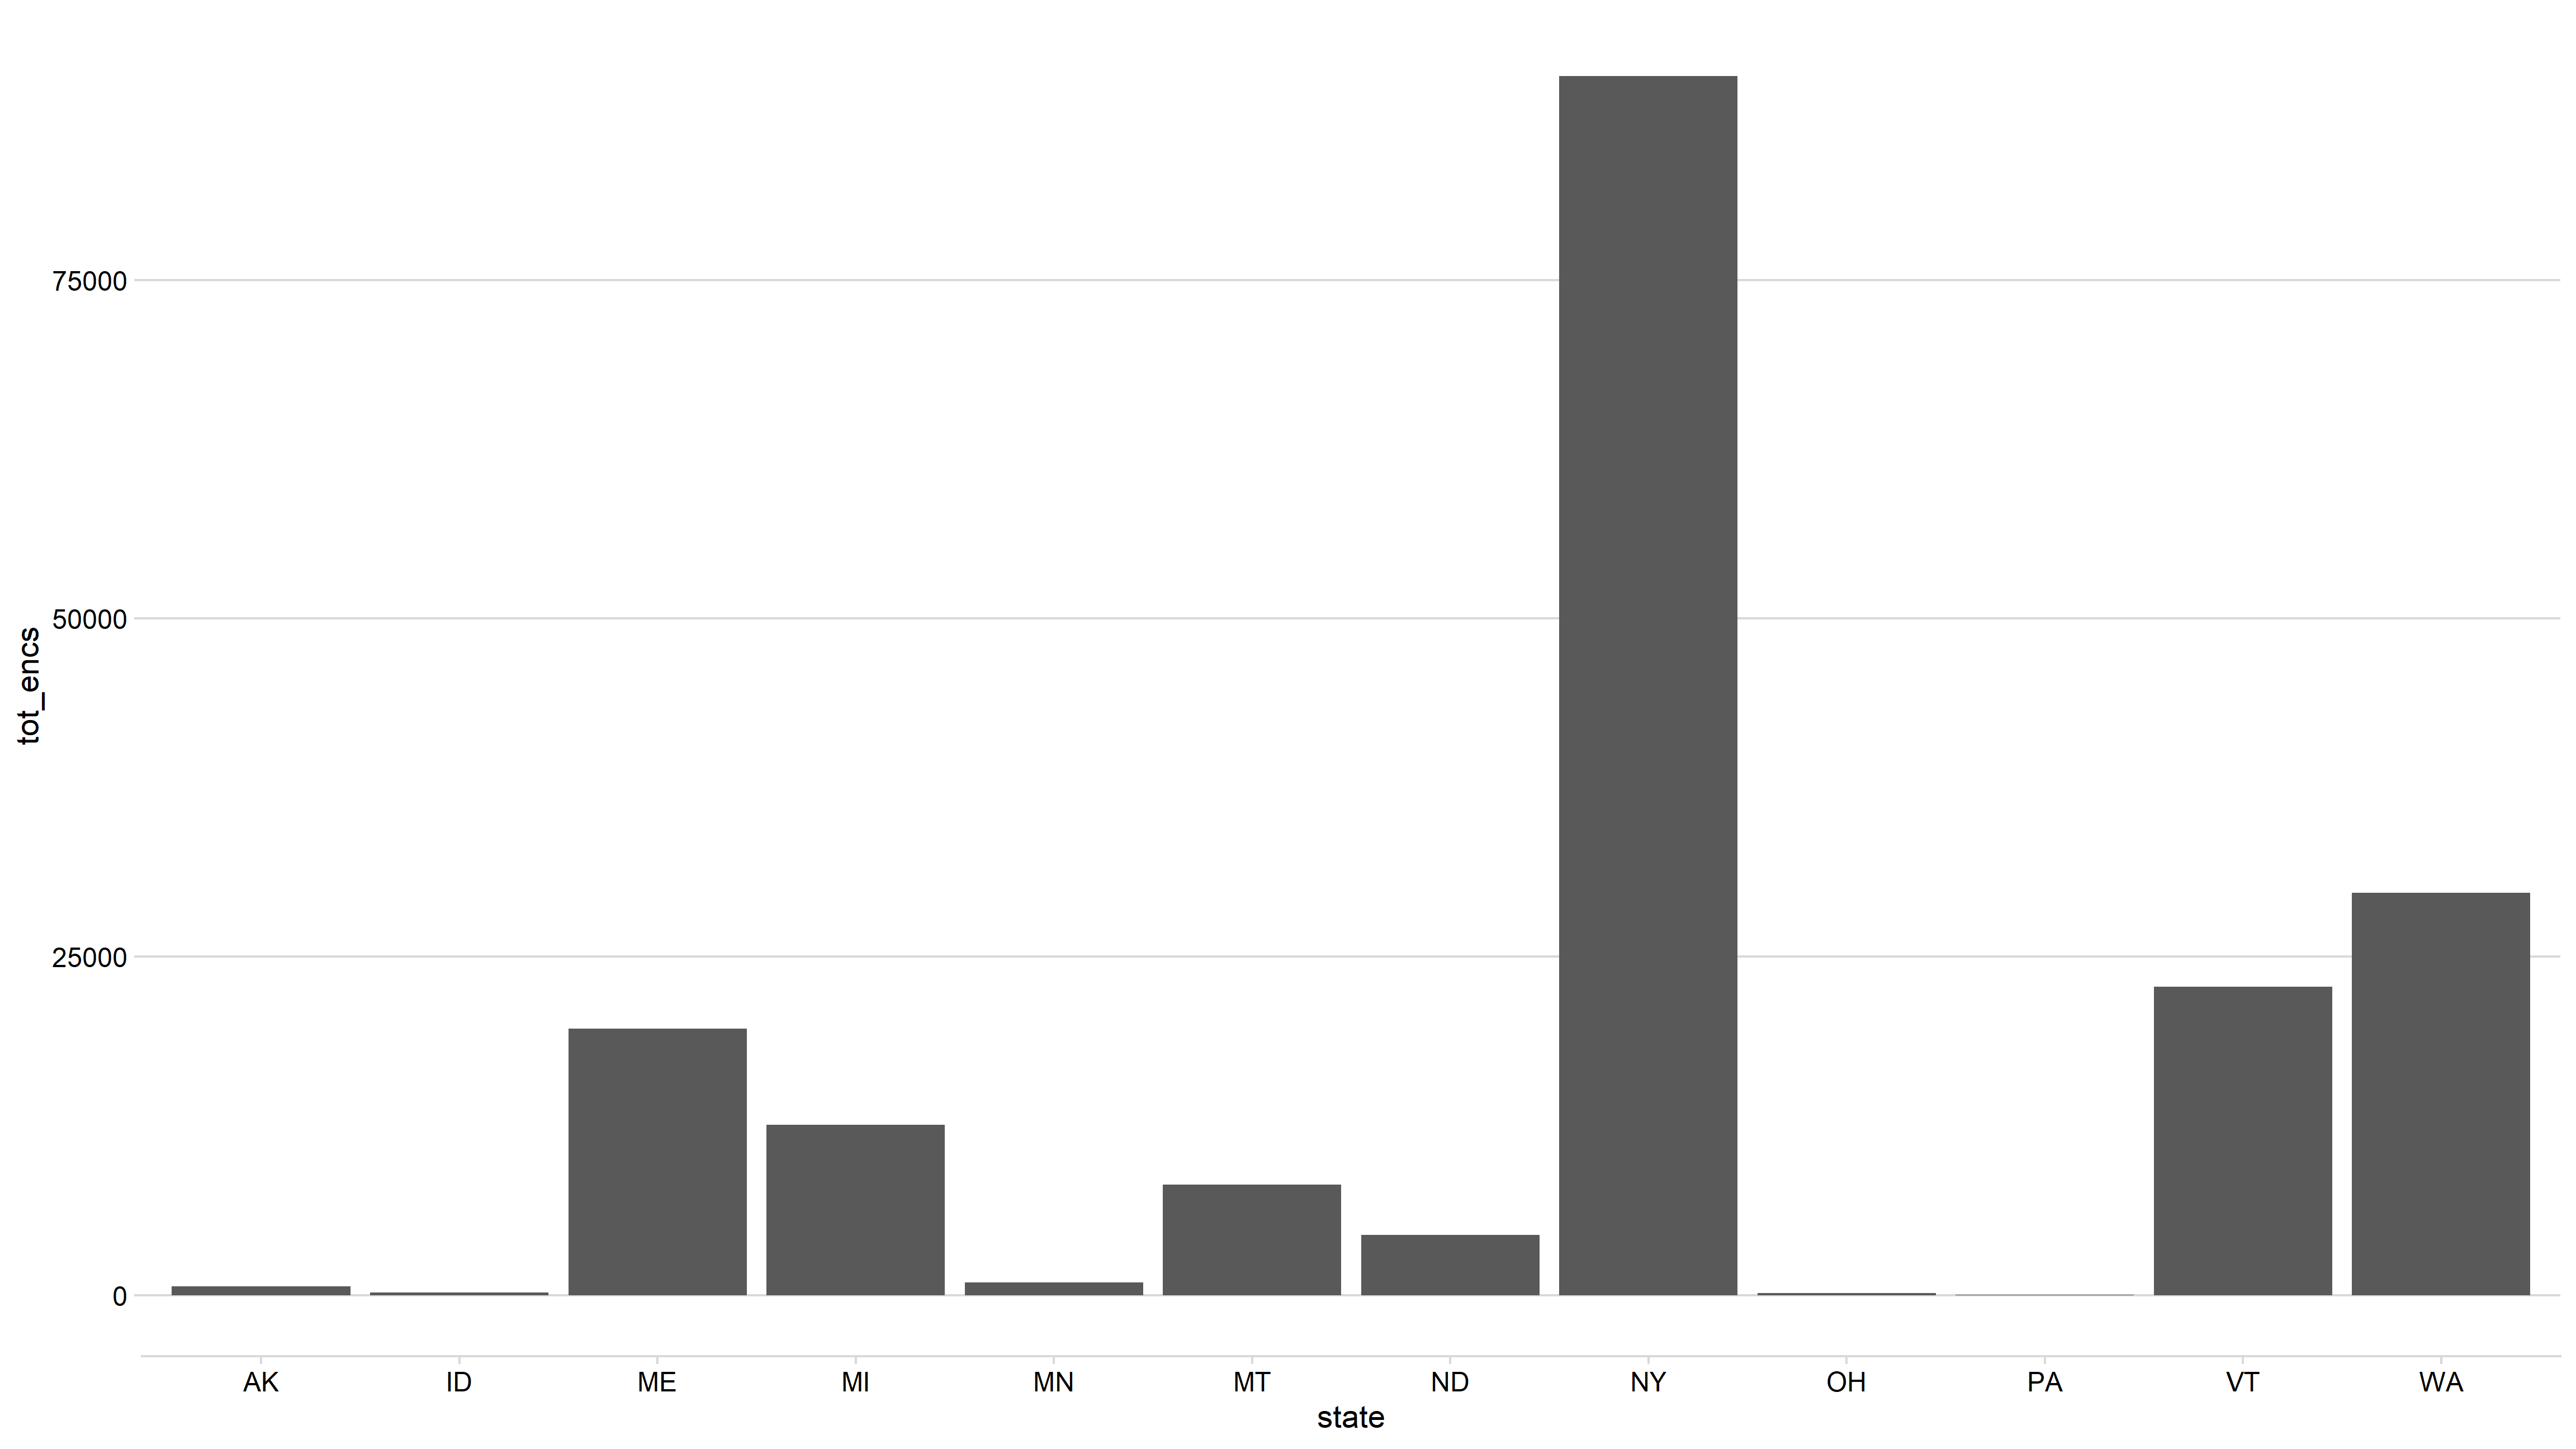 75000
50000
25000
0
tot_encs
AK ID ME MI MN MT ND NY OH PA VT WA
state